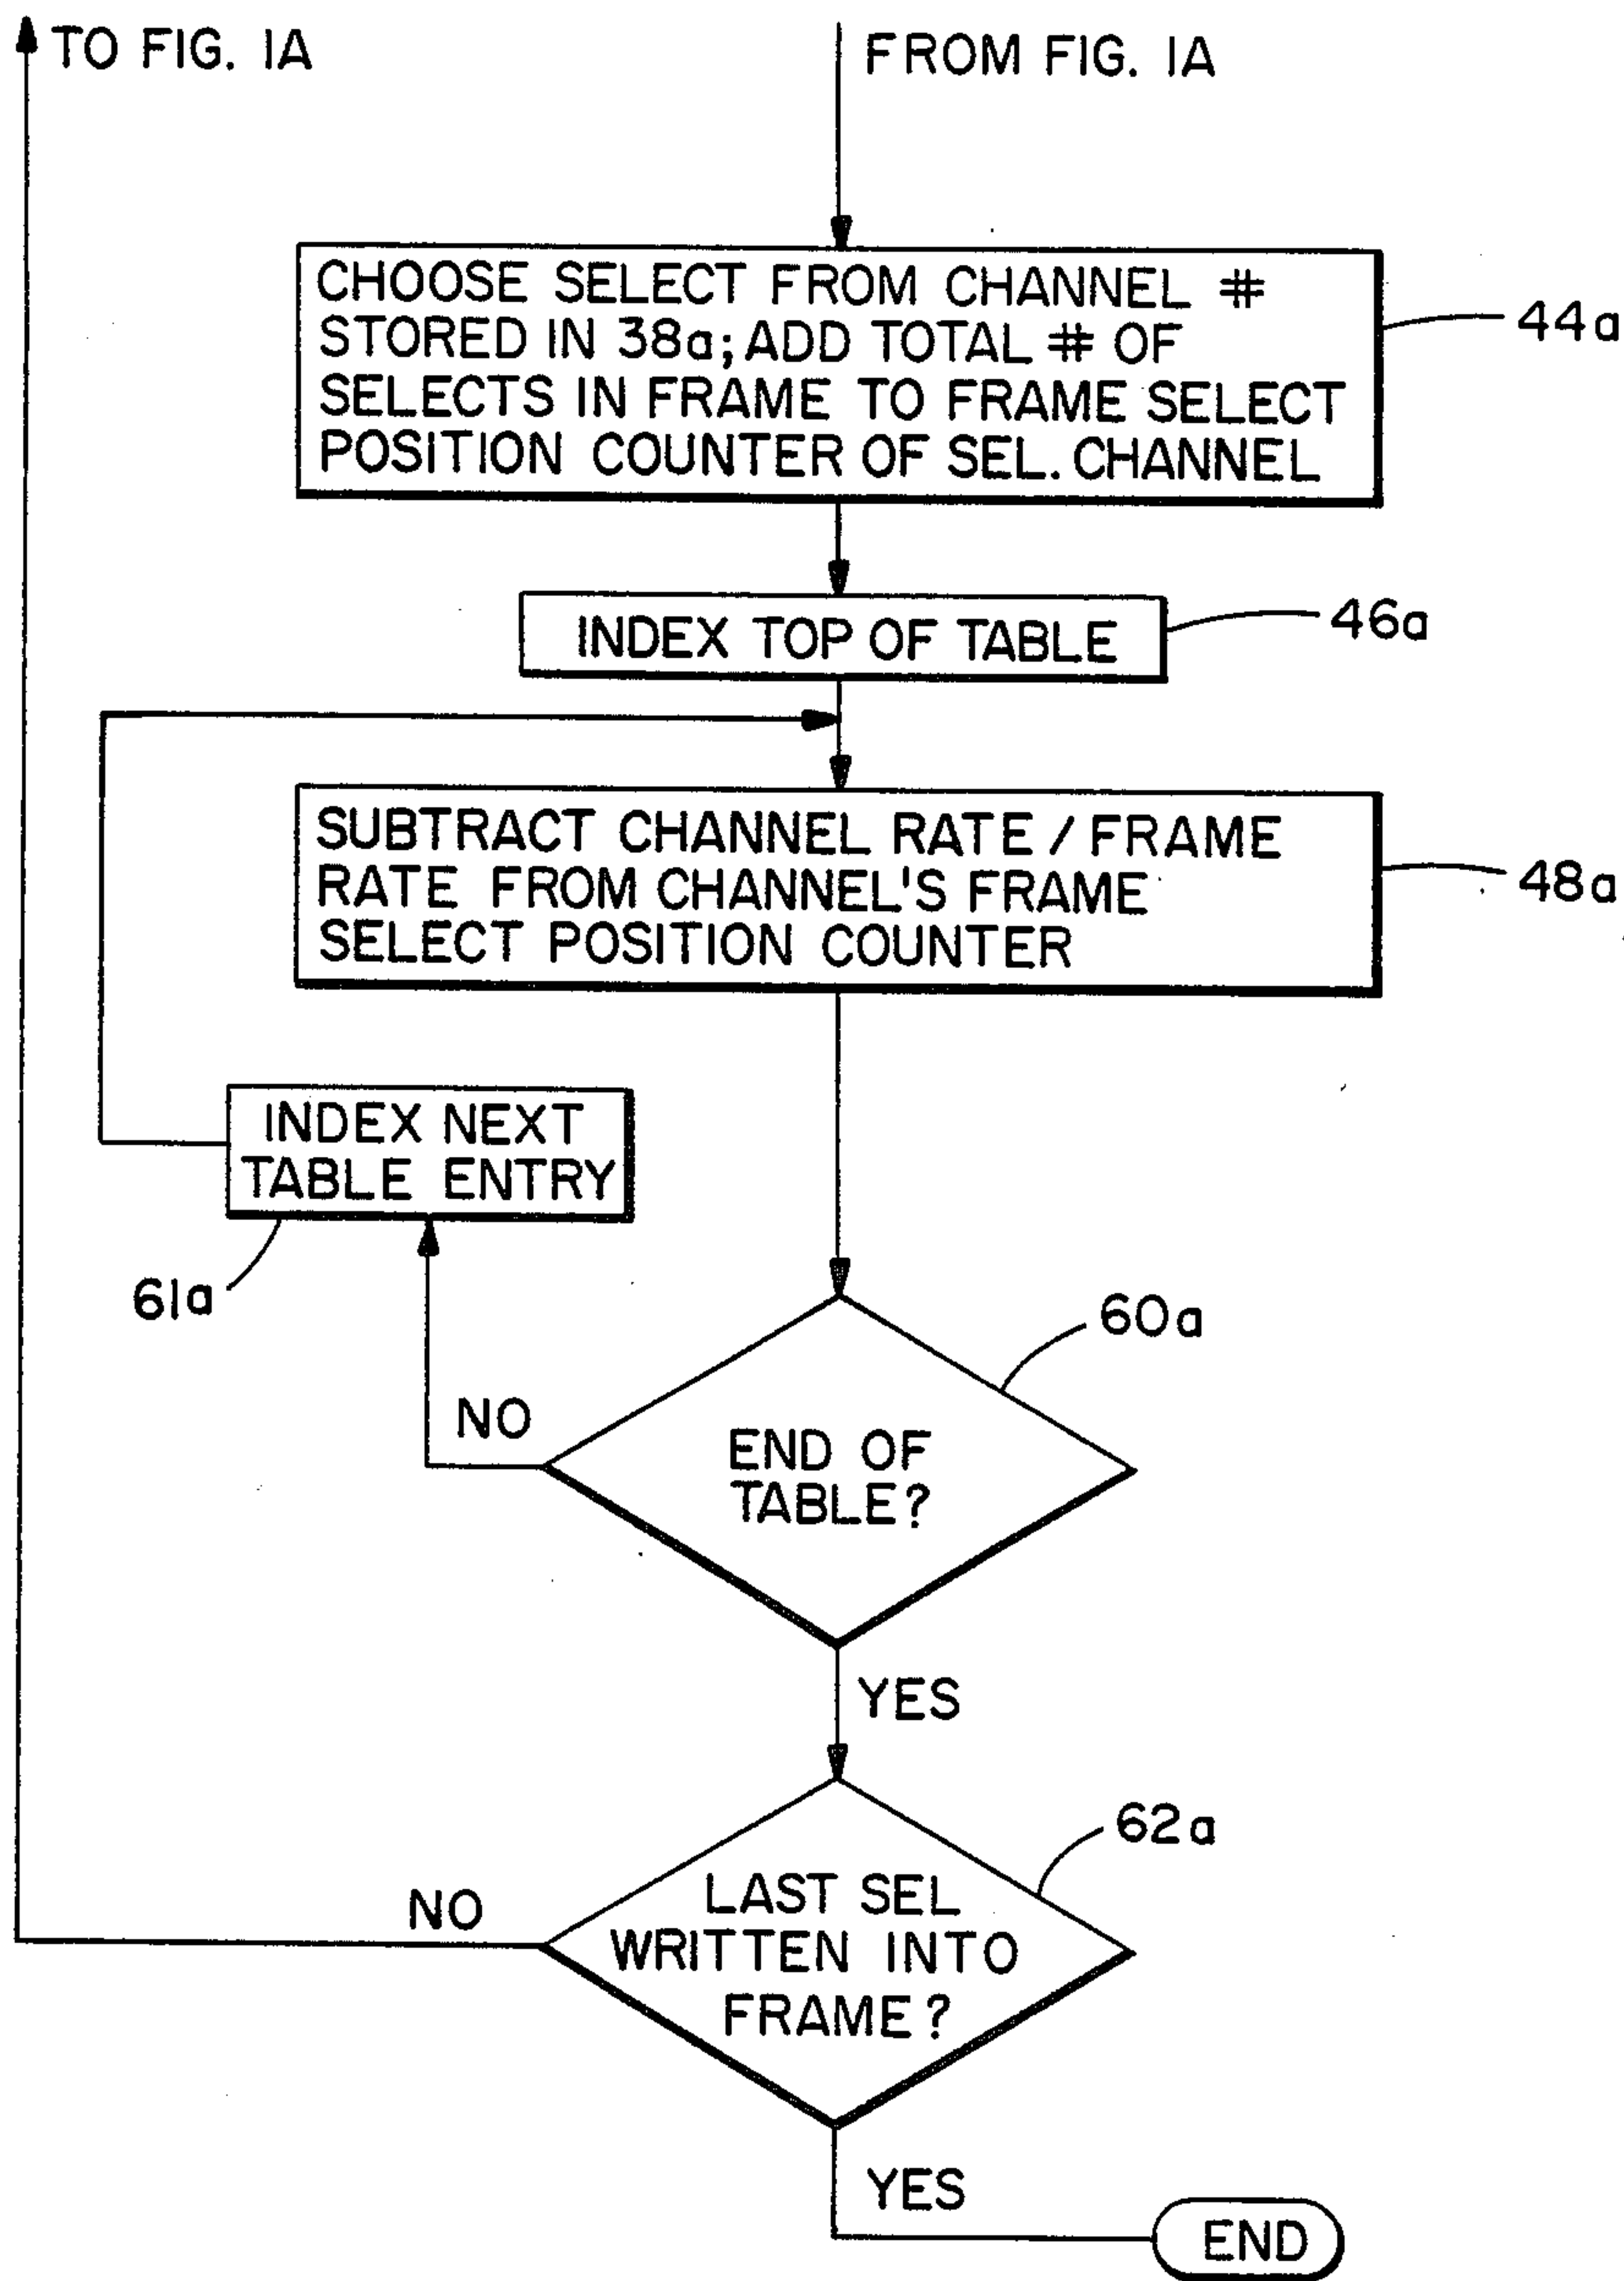 TO FIG. 1A
FROM FIG. 1A
CHOOSE SELECT FROM CHANNEL #
STORED IN 38a; ADD TOTAL # OF
SELECTS IN FRAME TO FRAME SELECT
POSITION COUNTER OF SEL. CHANNEL
44a
INDEX TOP OF TABLE
46a
SUBTRACT CHANNEL RATE / FRAME
RATE FROM CHANNEL'S FRAME
SELECT POSITION COUNTER
48a
INDEX NEXT
TABLE ENTRY
61a
60a
NO
END OF
TABLE?
YES
62a
NO
LAST SEL
WRITTEN INTO
FRAME?
YES
END